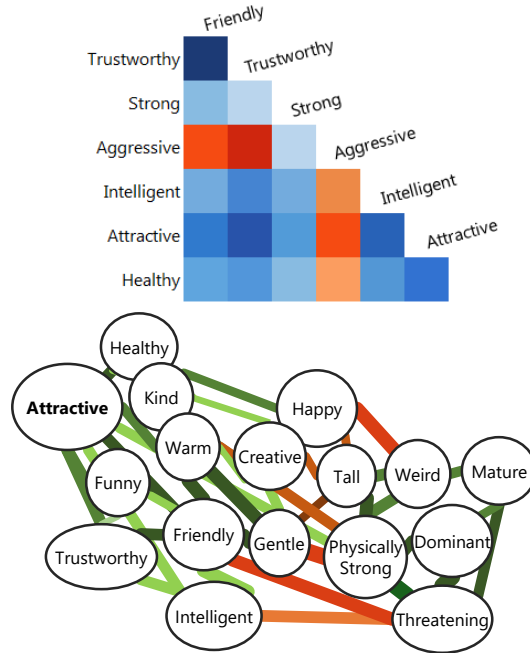 Friendly
Trustworthy
Trustworthy
Strong
Strong
Aggressive
Aggressive
Intelligent
Intelligent
Attractive
Attractive
Healthy
Healthy
Kind
Attractive
Happy
Warm
Creative
Tall
Weird
Mature
Funny
Trustworthy
Friendly
Gentle
Physically
Strong
Dominant
Intelligent
Threatening